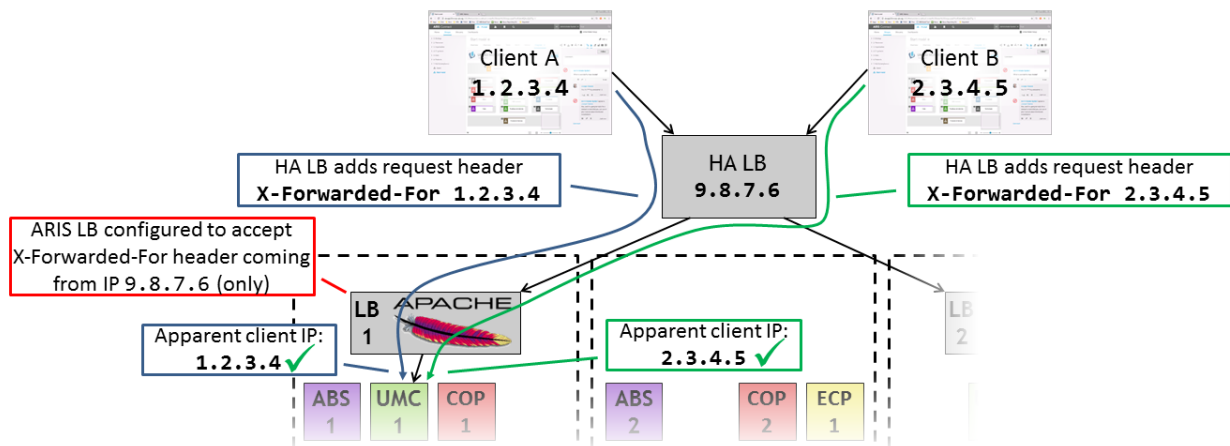 Client A
1.2.3.4
Client B
2.3.4.5
HA LB
9.8.7.6
HA LB adds request header
X-Forwarded-For 1.2.3.4
HA LB adds request header
X-Forwarded-For 2.3.4.5
ARIS LB configured to accept
X-Forwarded-For header coming
from IP 9.8.7.6 (only)
LB
1
APACHE
LB
2
Apparent client IP:
1.2.3.4
Apparent client IP:
2.3.4.5
ABS
1
UMC
1
COP
1
ABS
2
COP
2
ECP
1